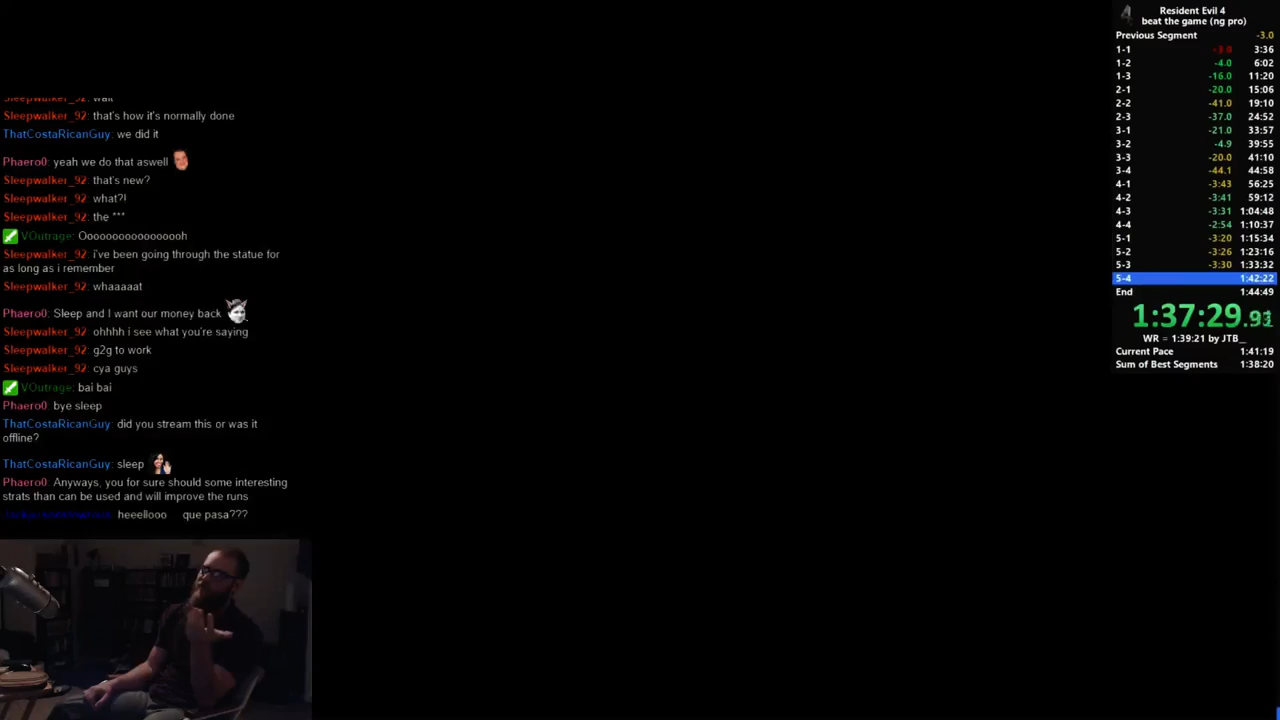 Sleepwalker_92: wait
Sleepwalker_92: that's how it's normally done
ThatCostaRicanGuy: we did it
Phaero0: yeah we do that aswell
Sleepwalker_92: that's new?
Sleepwalker_92: what?!
Sleepwalker_92: the ***
VOutrage: Oooooooooooooooh
Sleepwalker_92: i've been going through the statue for
as long as i remember
Sleepwalker_92: whaaaaat
Phaero0: Sleep and I want our money back
Sleepwalker_92: ohhhh i see what you're saying
Sleepwalker_92: g2g to work
Sleepwalker_92: cya guys
VOutrage: bai bai
Phaero0: bye sleep
ThatCostaRicanGuy: did you stream this or was it
offline?
ThatCostaRicanGuy: sleep
Phaero0: Anyways, you for sure should some interesting
strats than can be used and will improve the runs
heeellooo que pasa???
Resident Evil 4
beat the game (ng pro)
Previous Segment -3.0
1-1 -3.0 3:36
1-2 -4.0 6:02
1-3 -16.0 11:20
2-1 -20.0 15:06
2-2 -41.0 19:10
2-3 -37.0 24:52
3-1 -21.0 33:57
3-2 -4.9 39:55
3-3 -20.0 41:10
3-4 -44.1 44:58
4-1 -3:43 56:25
4-2 -3:41 59:12
4-3 -3:31 1:04:48
4-4 -2:54 1:10:37
5-1 -3:20 1:15:34
5-2 -3:26 1:23:16
5-3 -3:30 1:33:32
5-4 1:42:22
End 1:44:49
1:37:29.93
WR = 1:39:21 by JTB_
Current Pace 1:41:19
Sum of Best Segments 1:38:20